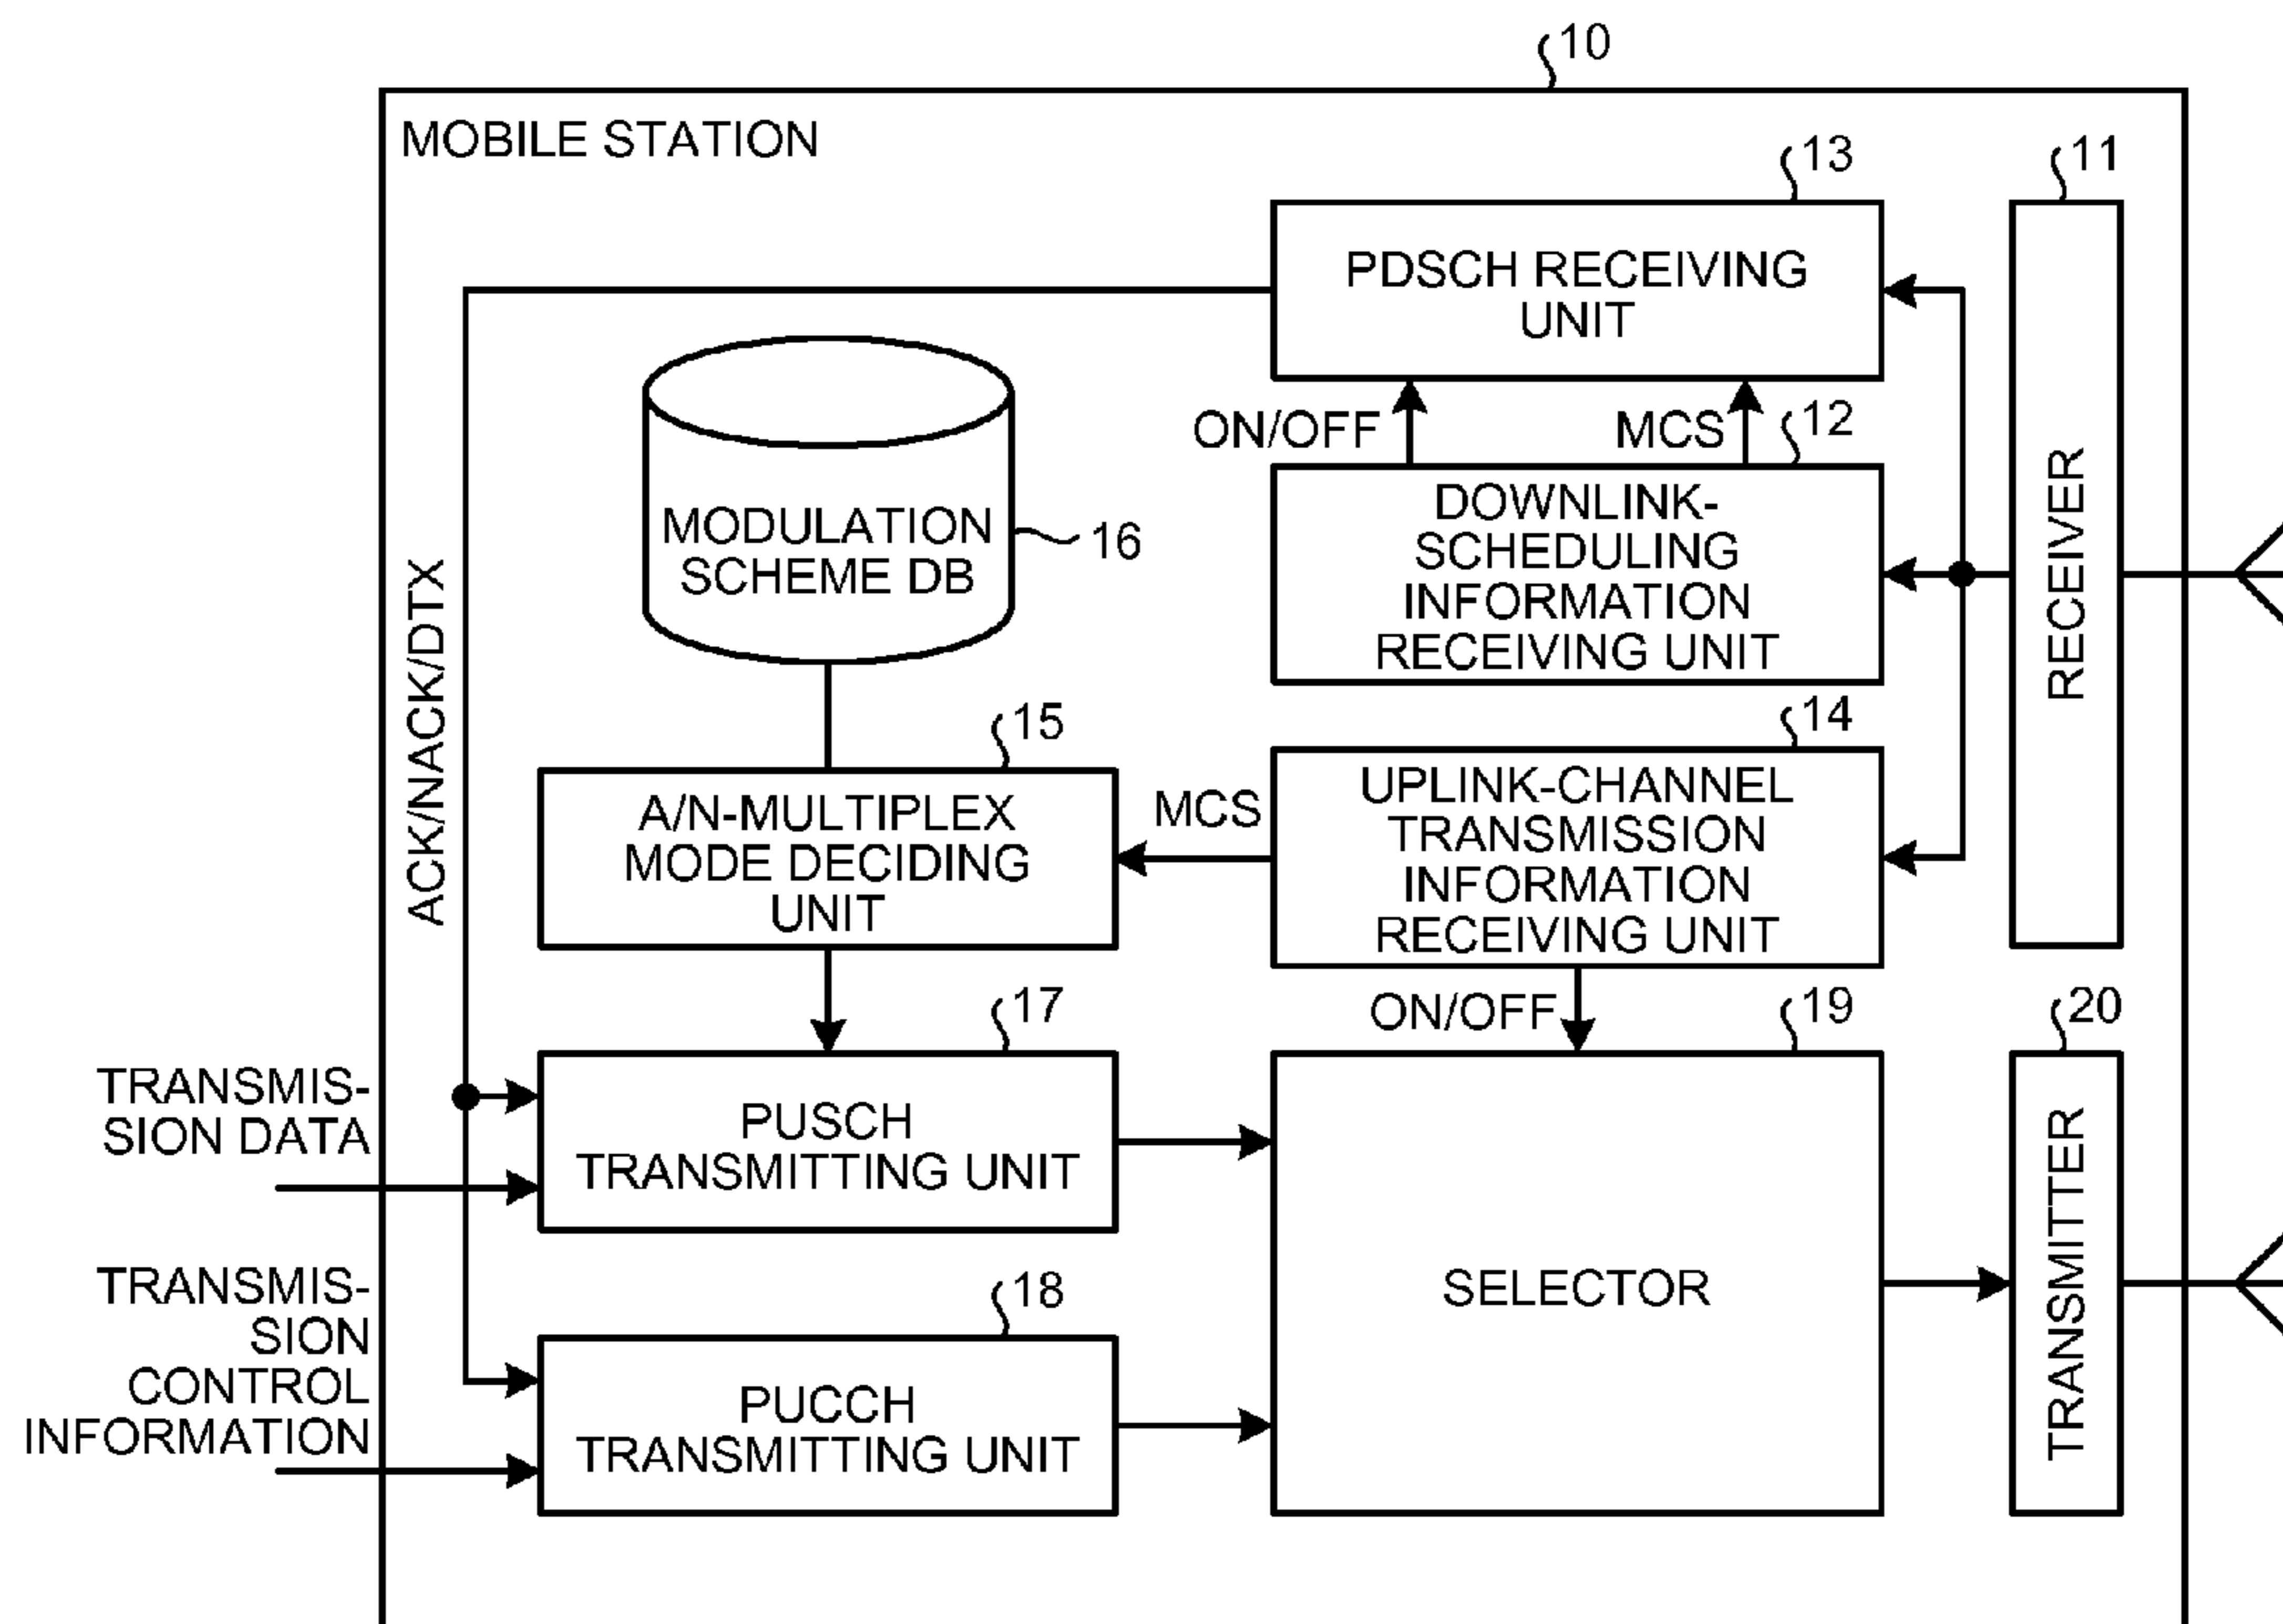 10
MOBILE STATION
13
11
PDSCH RECEIVING
UNIT
ON/OFF
MCS
12
MODULATION
SCHEME DB
16
DOWNLINK-
SCHEDULING
INFORMATION
RECEIVING UNIT
RECEIVER
ACK/NACK/DTX
15
14
A/N-MULTIPLEX
MODE DECIDING
UNIT
MCS
UPLINK-CHANNEL
TRANSMISSION
INFORMATION
RECEIVING UNIT
17
ON/OFF
19
20
TRANSMIS-
SION DATA
PUSCH
TRANSMITTING UNIT
SELECTOR
TRANSMITTER
TRANSMIS-
SION
CONTROL
INFORMATION
18
PUCCH
TRANSMITTING UNIT